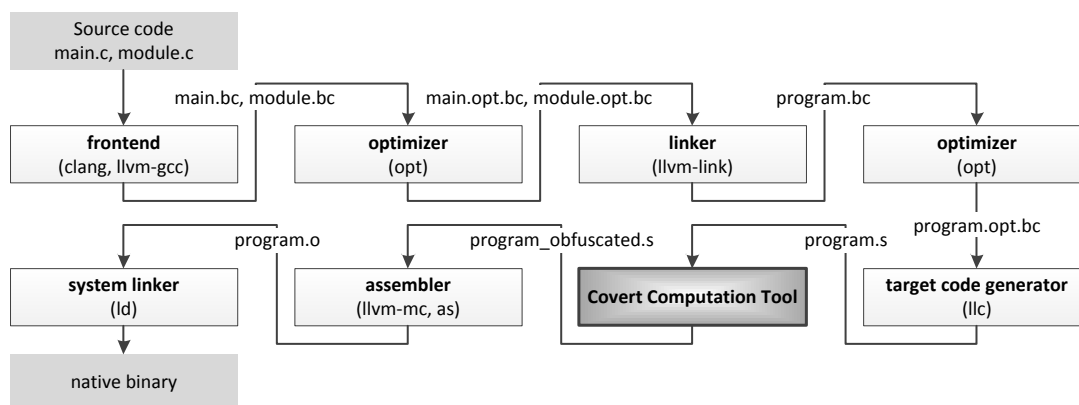 Source code
main.c, module.c
main.bc, module.bc
main.opt.bc, module.opt.bc
program.bc
frontend
(clang, llvm-gcc)
optimizer
(opt)
linker
(llvm-link)
optimizer
(opt)
program.opt.bc
program.s
program_obfuscated.s
program.o
target code generator
(llc)
Covert Computation Tool
assembler
(llvm-mc, as)
system linker
(ld)
native binary